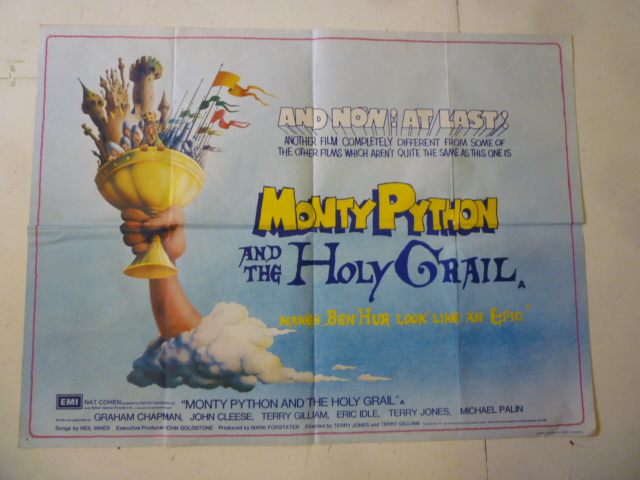 AND NOW! AT LAST!
ANOTHER FILM COMPLETELY DIFFERENT FROM SOME OF
THE OTHER FILMS WHICH AREN'T QUITE THE SAME AS THIS ONE IS
MONTY PYTHON
AND THE HOLY GRAIL A
MAKES "BEN HUR LOOK LIKE AN EPIC"
EMI NAT COHEN "MONTY PYTHON AND THE HOLY GRAIL" A
GRAHAM CHAPMAN, JOHN CLEESE, TERRY GILLIAM, ERIC IDLE, TERRY JONES, MICHAEL PALIN
Songs by NEIL INNES Executive Producer JOHN GOLDSTONE Produced by MARK FORSTATER Directed by TERRY JONES and TERRY GILLIAM